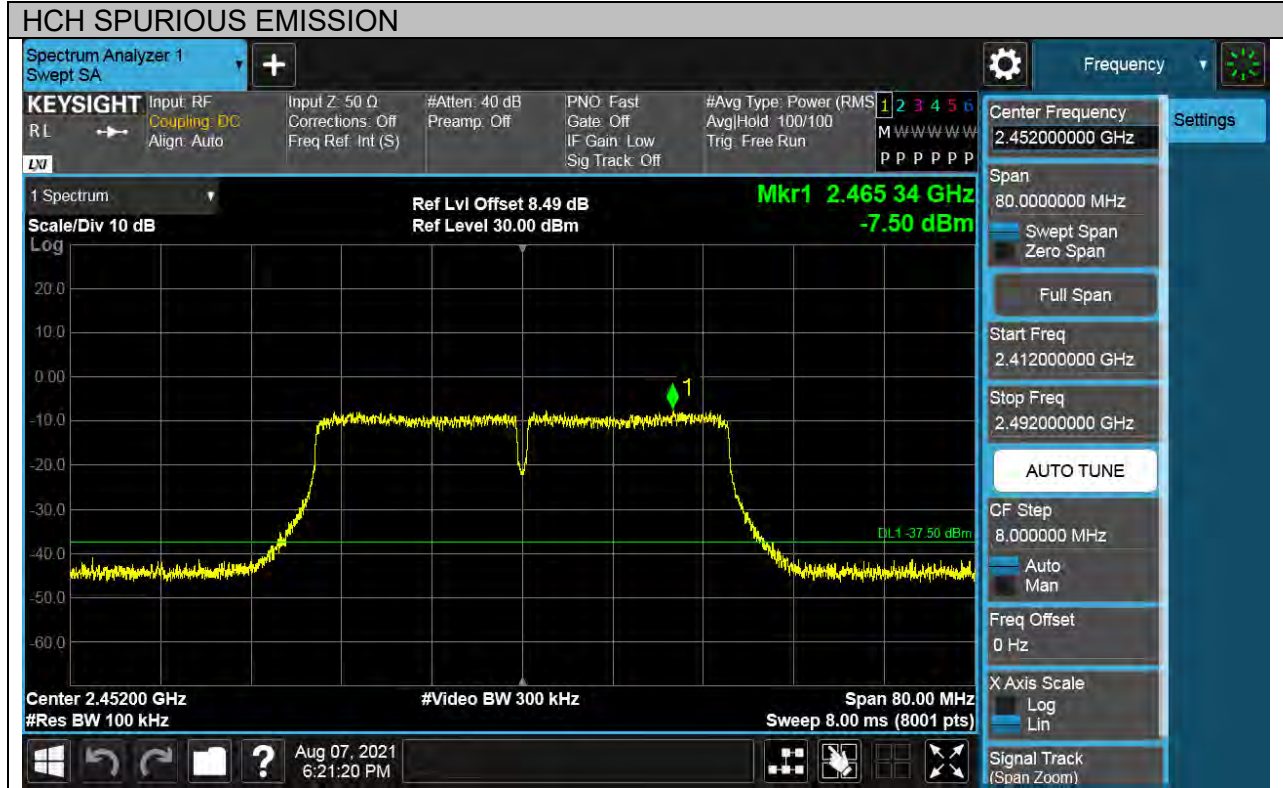 HCH SPURIOUS EMISSION
Spectrum Analyzer 1
Swept SA
+
Frequency
KEYSIGHT
RL
LXI
Input: RF
Coupling: DC
Align: Auto
Input Z: 50 Ω
Corrections: Off
Freq Ref: Int (S)
#Atten: 40 dB
Preamp: Off
PNO: Fast
Gate: Off
IF Gain: Low
Sig Track: Off
#Avg Type: Power (RMS
Avg|Hold: 100/100
Trig: Free Run
1 2 3 4 5 6
M W W W W W
P P P P P P
1 Spectrum
Scale/Div 10 dB
Ref Lvl Offset 8.49 dB
Ref Level 30.00 dBm
Mkr1 2.465 34 GHz
-7.50 dBm
Log
20.0
10.0
0.00
-10.0
-20.0
-30.0
-40.0
-50.0
-60.0
1
DL1 -37.50 dBm
Center 2.45200 GHz
#Res BW 100 kHz
#Video BW 300 kHz
Span 80.00 MHz
Sweep 8.00 ms (8001 pts)
Center Frequency
2.452000000 GHz
Settings
Span
80.0000000 MHz
Swept Span
Zero Span
Full Span
Start Freq
2.412000000 GHz
Stop Freq
2.492000000 GHz
AUTO TUNE
CF Step
8.000000 MHz
Auto
Man
Freq Offset
0 Hz
X Axis Scale
Log
Lin
Signal Track
(Span Zoom)
?
Aug 07, 2021
6:21:20 PM